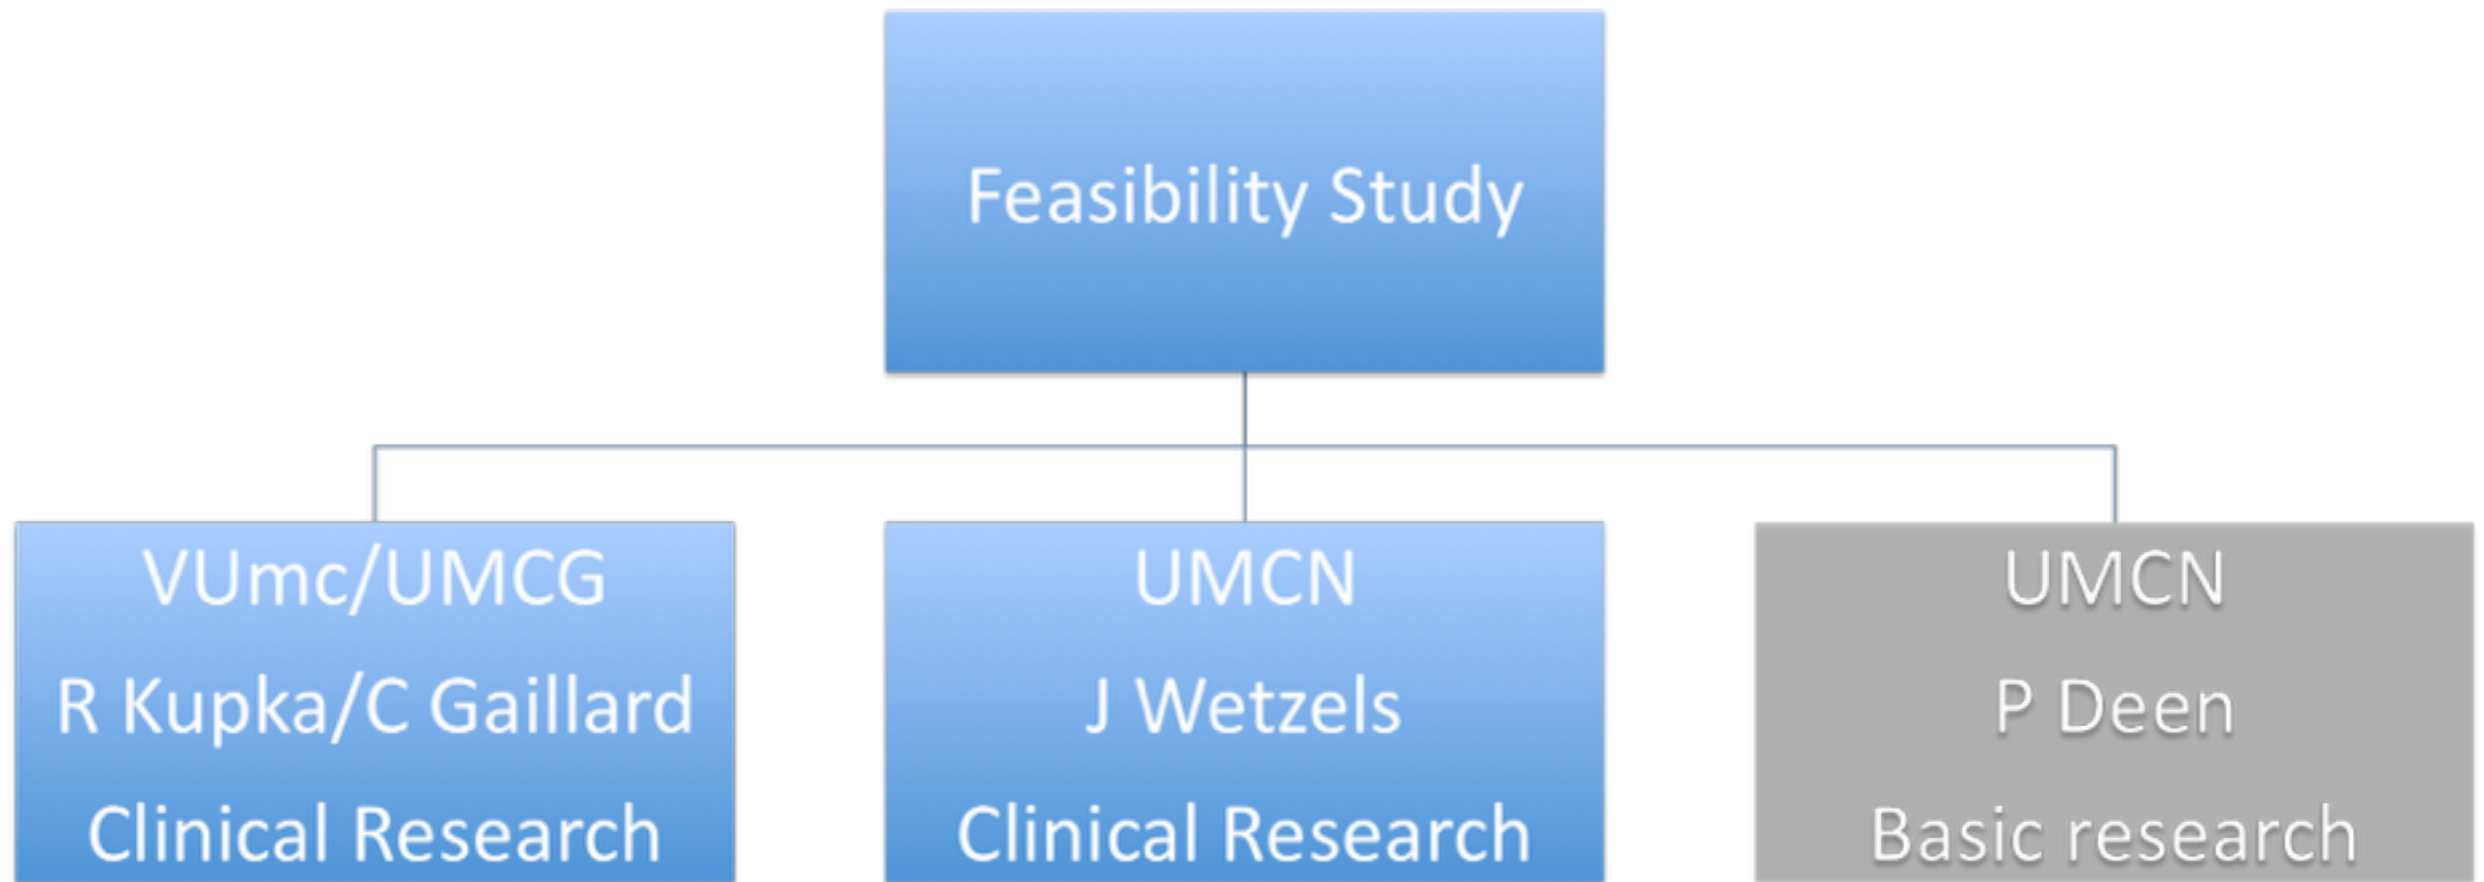 Feasibility Study
VUmc/UMCG
R Kupka/C Gaillard
Clinical Research
UMCN
J Wetzels
Clinical Research
UMCN
P Deen
Basic research